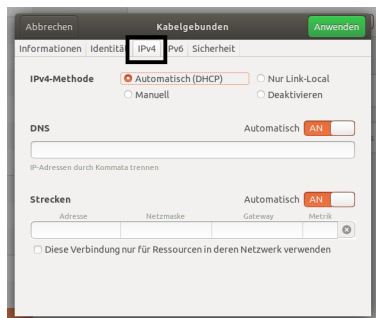 Abbrechen Kabelgebunden Anwenden
Informationen Identität IPv4 IPv6 Sicherheit
IPv4-Methode Automatisch (DHCP) Nur Link-Local
Manuell Deaktivieren
DNS Automatisch AN
IP-Adressen durch Kommata trennen
Strecken Automatisch AN
Adresse Netzmaske Gateway Metrik
Diese Verbindung nur für Ressourcen in deren Netzwerk verwenden